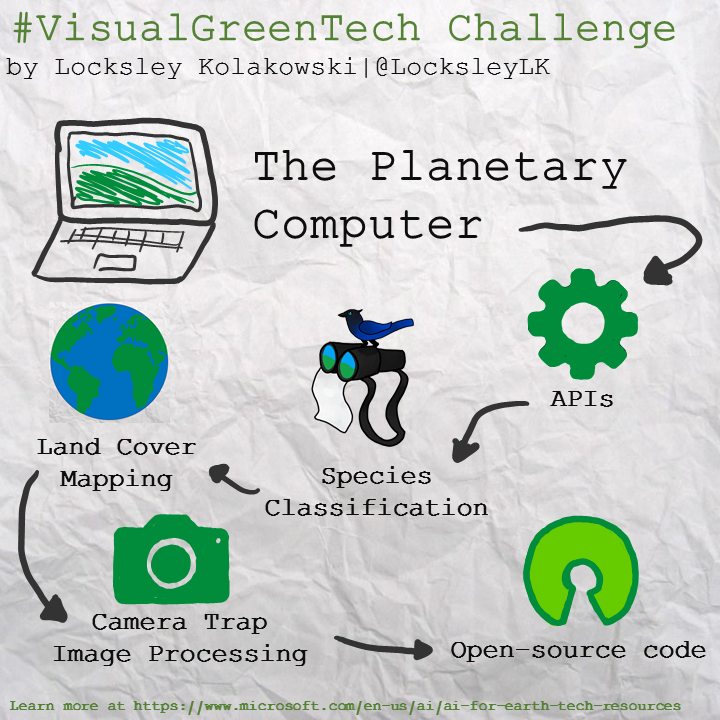 #VisualGreenTech Challenge
by Locksley Kolakowski|@LocksleyLK
The Planetary
Computer
APIs
Species
Classification
Land Cover
Mapping
Camera Trap
Image Processing
Open-source code
Learn more at https://www.microsoft.com/en-us/ai/ai-for-earth-tech-resources